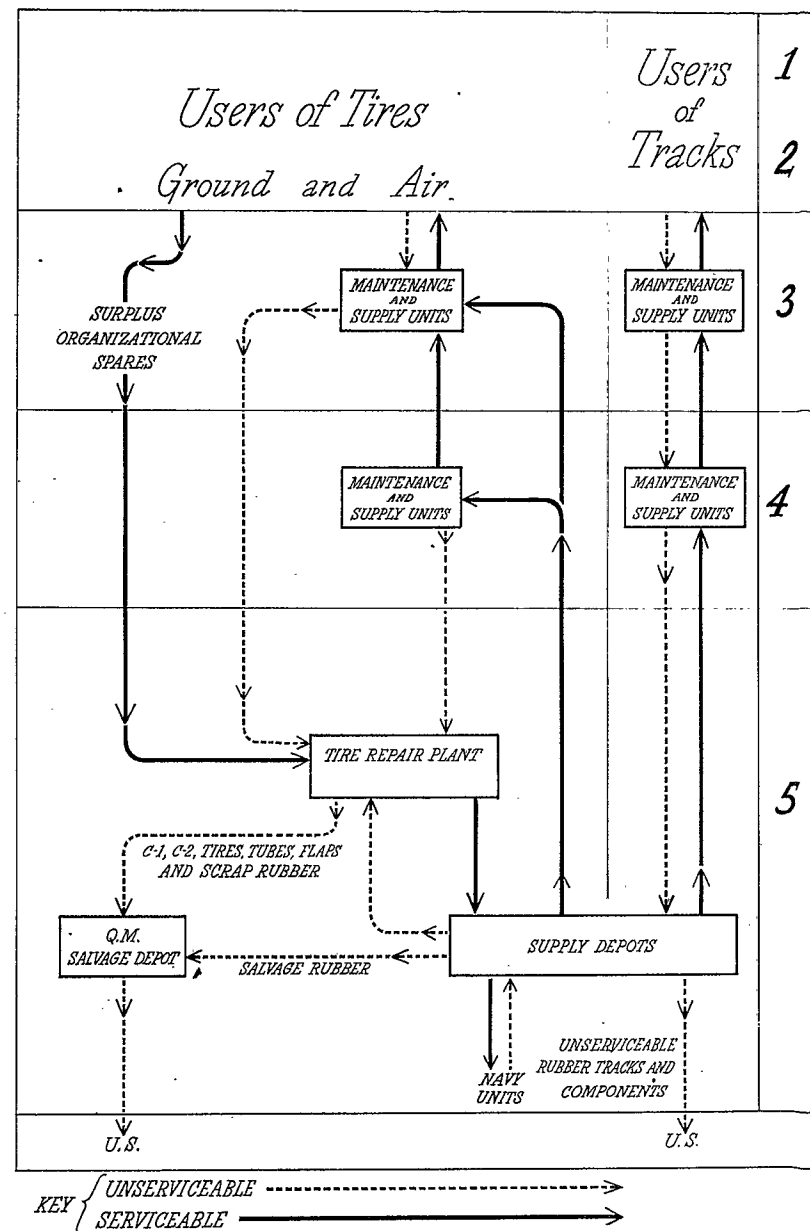 Users of Tires
Ground and Air
Users
of
Tracks
1
2
SURPLUS
ORGANIZATIONAL
SPARES
MAINTENANCE
AND
SUPPLY UNITS
MAINTENANCE
AND
SUPPLY UNITS
3
MAINTENANCE
AND
SUPPLY UNITS
MAINTENANCE
AND
SUPPLY UNITS
4
TIRE REPAIR PLANT
5
C-1, C-2, TIRES, TUBES, FLAPS
AND SCRAP RUBBER
Q.M.
SALVAGE DEPOT
SALVAGE RUBBER
SUPPLY DEPOTS
NAVY
UNITS
UNSERVICEABLE
RUBBER TRACKS AND
COMPONENTS
U.S.
U.S.
KEY
UNSERVICEABLE
SERVICEABLE